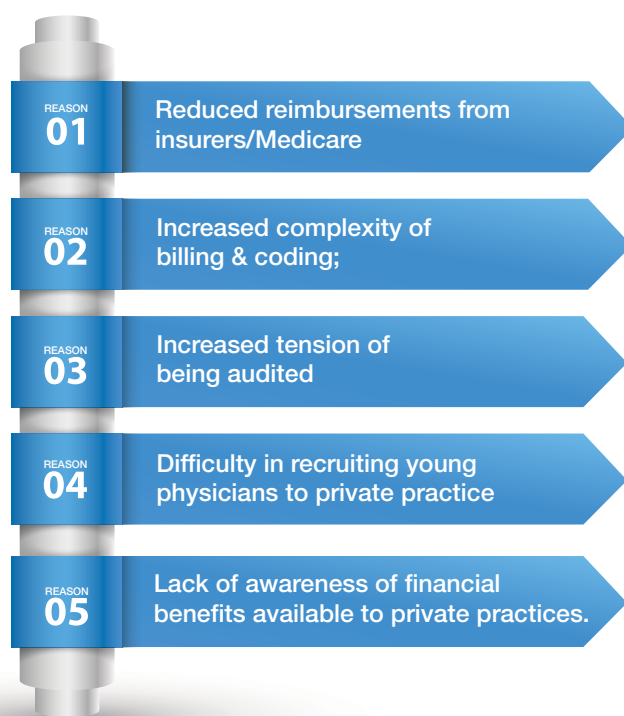 REASON
01
Reduced reimbursements from
insurers/Medicare
REASON
02
Increased complexity of
billing & coding;
REASON
03
Increased tension of
being audited
REASON
04
Difficulty in recruiting young
physicians to private practice
REASON
05
Lack of awareness of financial
benefits available to private practices.